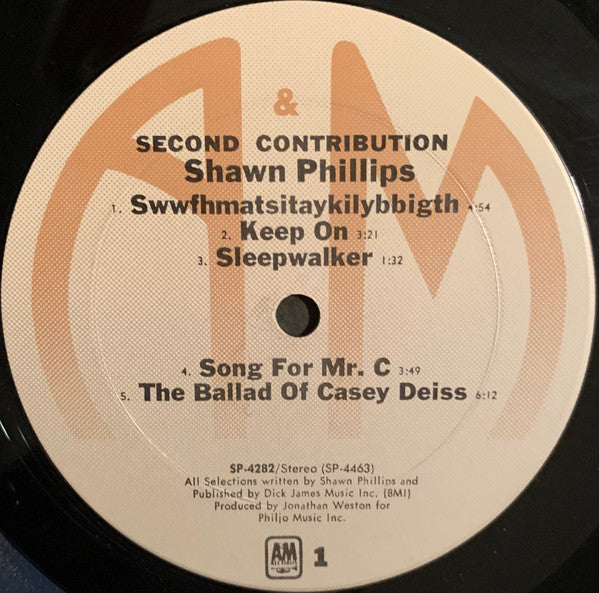 &
SECOND CONTRIBUTION
Shawn Phillips
1. Swwfhmatsitaykilybbigth 4:54
2. Keep On 3:21
3. Sleepwalker 1:32
4. Song For Mr. C 3:49
5. The Ballad Of Casey Deiss 6:12
SP-4282/Stereo (SP-4463)
All Selections written by Shawn Phillips and
Published by Dick James Music Inc. (BMI)
Produced by Jonathan Weston for
Philjo Music Inc.
AM 1